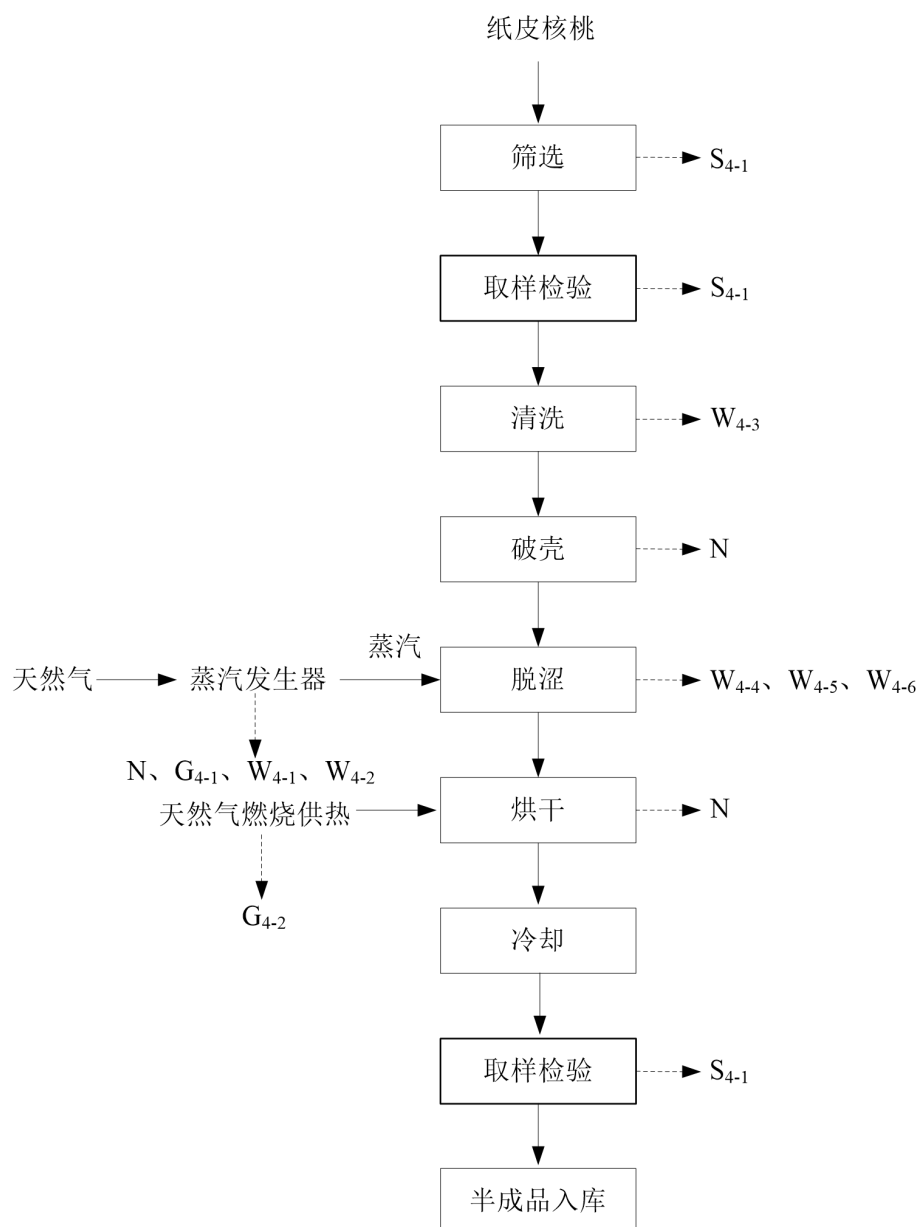 纸皮核桃
筛选
S4-1
取样检验
S4-1
清洗
W4-3
破壳
N
蒸汽
天然气
蒸汽发生器
脱涩
W4-4、W4-5、W4-6
N、G4-1、W4-1、W4-2
天然气燃烧供热
烘干
N
G4-2
冷却
取样检验
S4-1
半成品入库